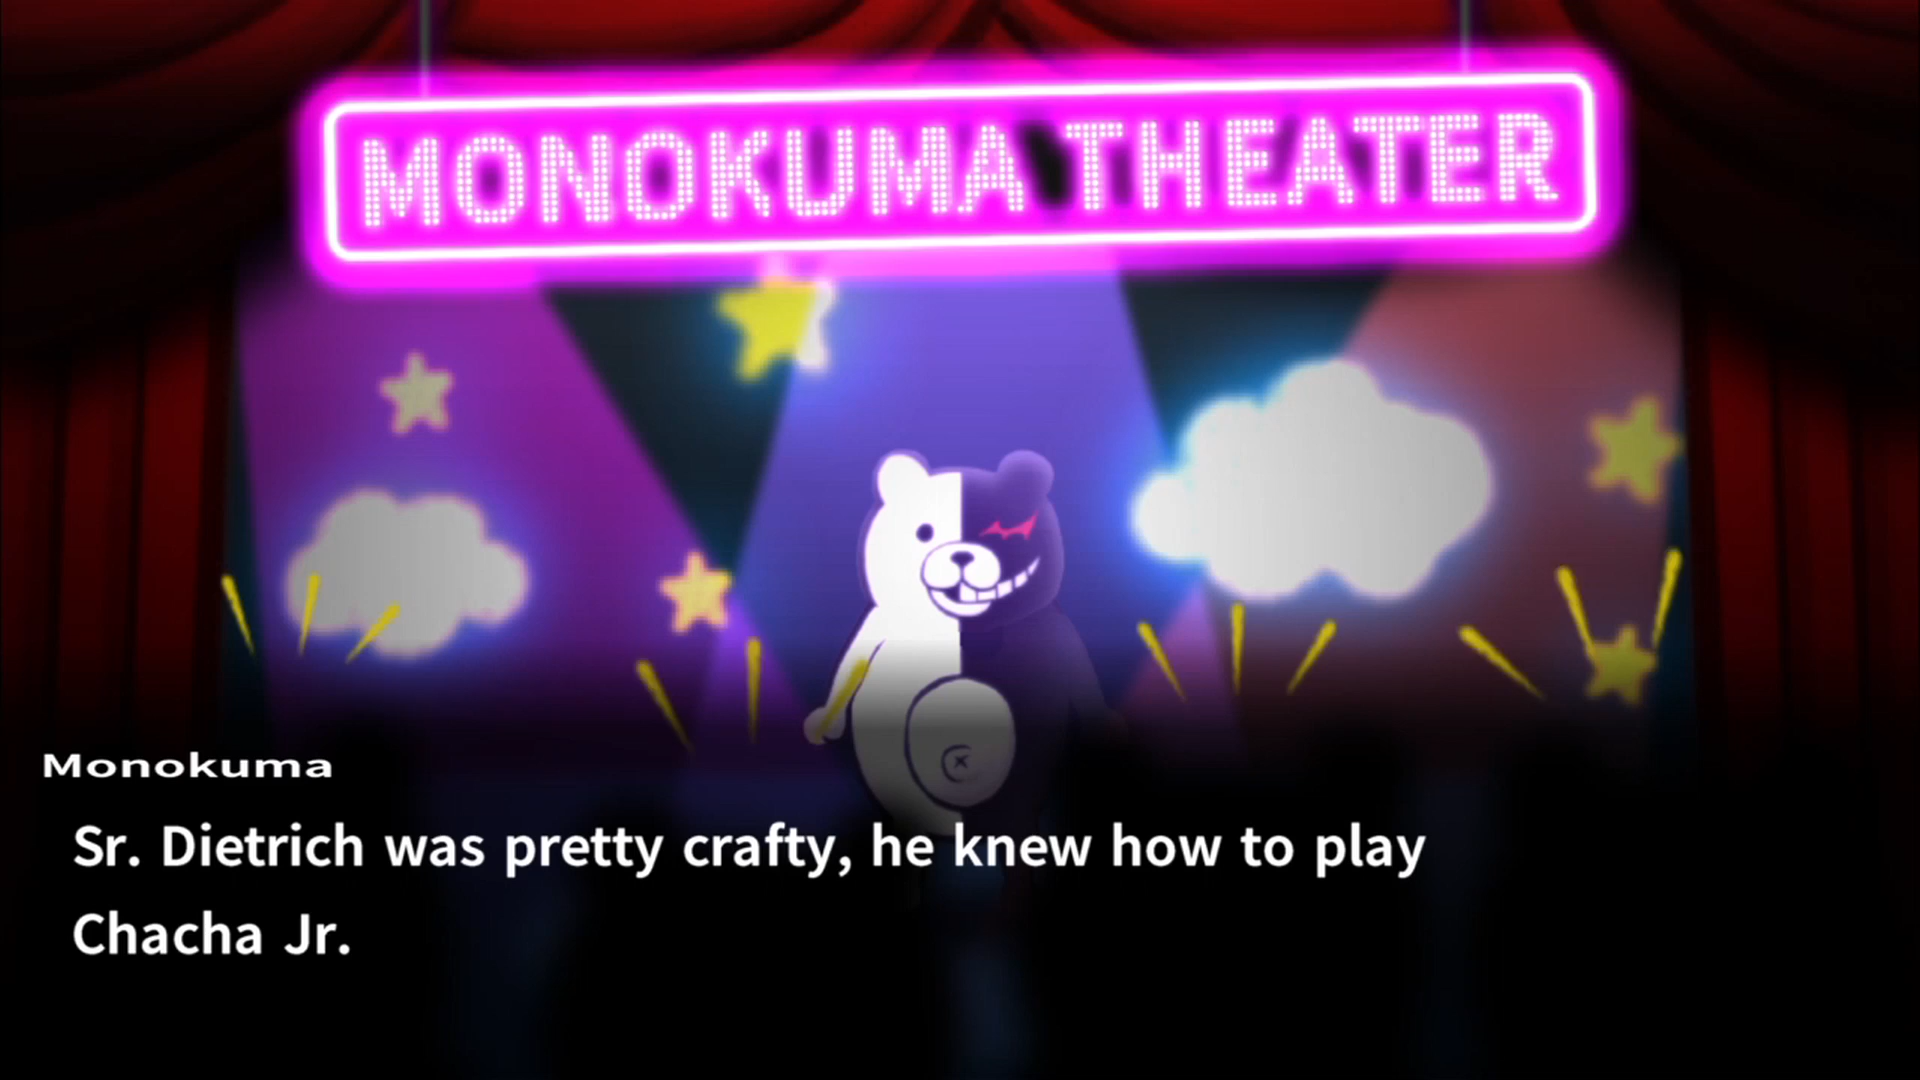 MONOKUMA THEATER
Monokuma
Sr. Dietrich was pretty crafty, he knew how to play
Chacha Jr.